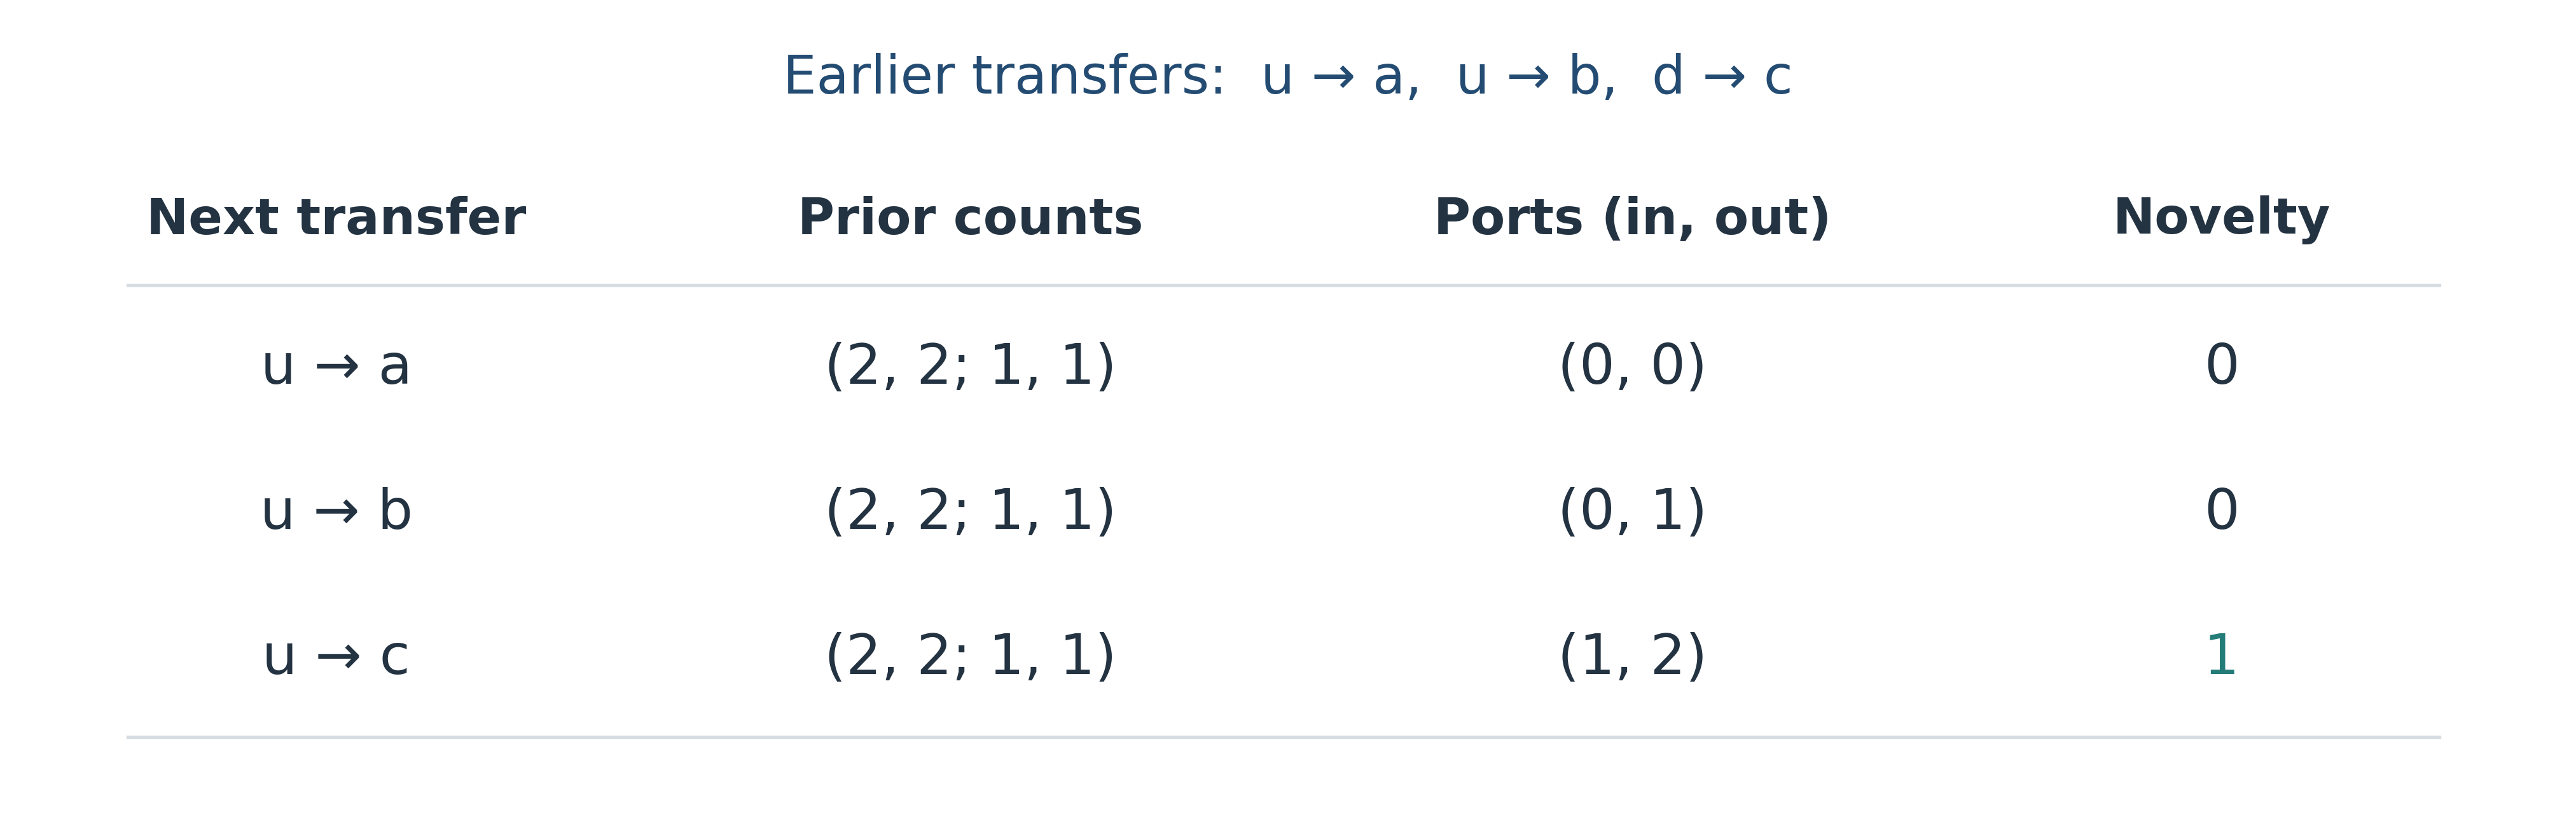 Earlier transfers: u → a, u → b, d → c
Next transfer Prior counts Ports (in, out) Novelty
u → a (2, 2; 1, 1) (0, 0) 0
u → b (2, 2; 1, 1) (0, 1) 0
u → c (2, 2; 1, 1) (1, 2) 1